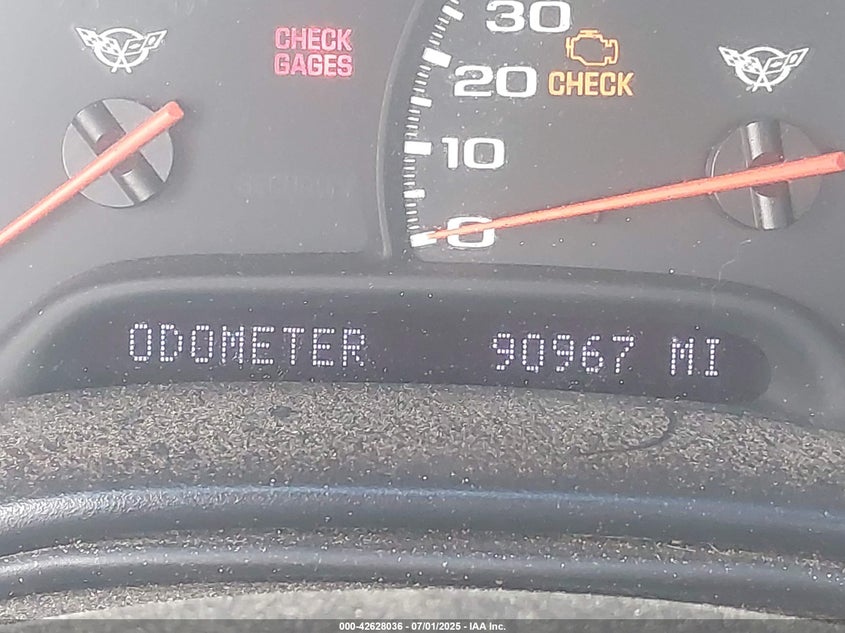 30
CHECK
GAGES
20
CHECK
10
0
ODOMETER 90967 MI
000-42628036 - 07/01/2025 - IAA Inc.